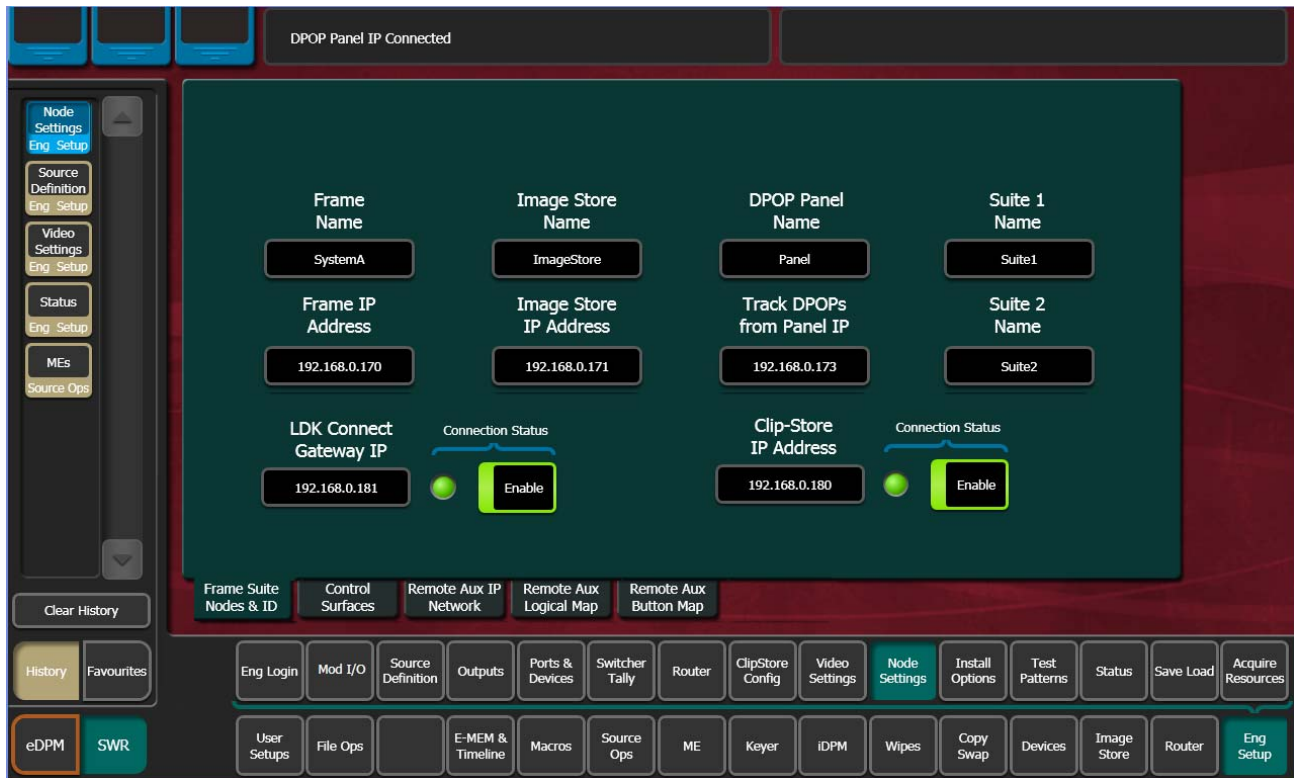 DPOP Panel IP Connected
Node
Settings
Eng Setup
Source
Definition
Eng Setup
Video
Settings
Eng Setup
Status
Eng Setup
MEs
Source Ops
Clear History
History
Favourites
eDPM
SWR
Frame
Name
SystemA
Image Store
Name
ImageStore
DPOP Panel
Name
Panel
Suite 1
Name
Suite1
Frame IP
Address
192.168.0.170
Image Store
IP Address
192.168.0.171
Track DPOPs
from Panel IP
192.168.0.173
Suite 2
Name
Suite2
LDK Connect
Gateway IP
192.168.0.181
Connection Status
Enable
Clip-Store
IP Address
192.168.0.180
Connection Status
Enable
Frame Suite
Nodes & ID
Control
Surfaces
Remote Aux IP
Network
Remote Aux
Logical Map
Remote Aux
Button Map
Eng Login
Mod I/O
Source
Definition
Outputs
Ports &
Devices
Switcher
Tally
Router
ClipStore
Config
Video
Settings
Node
Settings
Install
Options
Test
Patterns
Status
Save Load
Acquire
Resources
User
Setups
File Ops
E-MEM &
Timeline
Macros
Source
Ops
ME
Keyer
iDPM
Wipes
Copy
Swap
Devices
Image
Store
Router
Eng
Setup